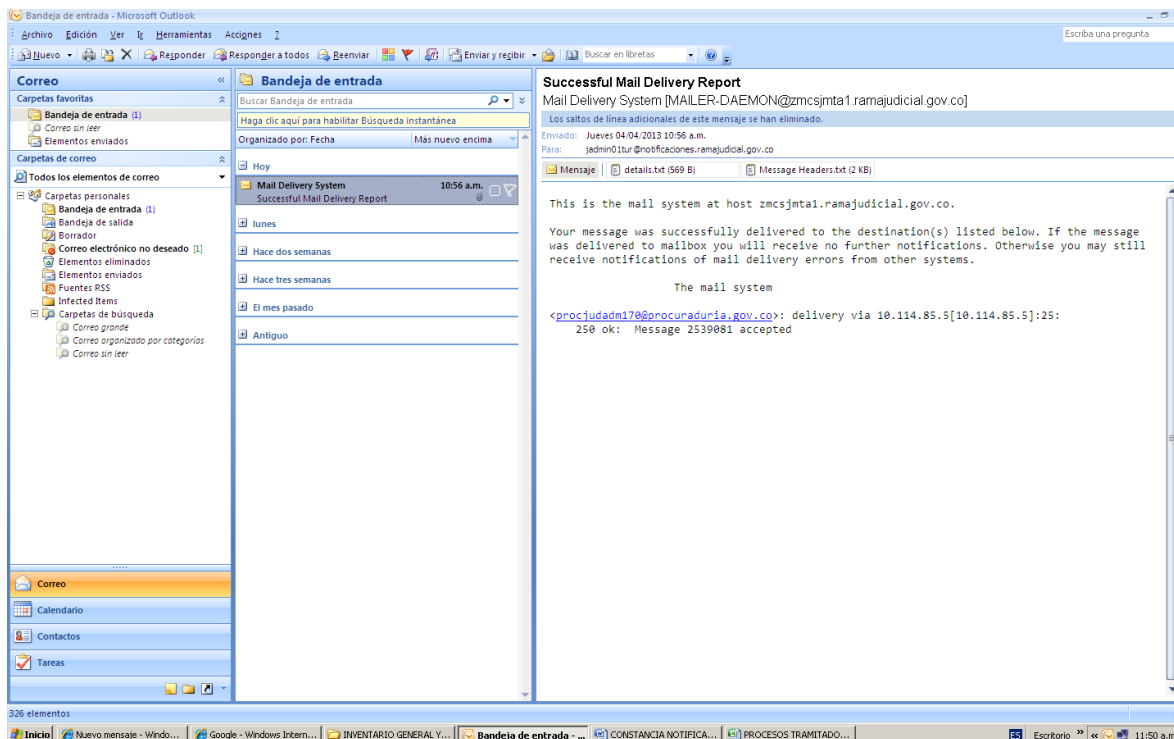 Bandeja de entrada - Microsoft Outlook
Archivo Edición Ver Ir Herramientas Acciones ?
Escriba una pregunta
Nuevo Responder Responder a todos Reenviar Enviar y recibir Buscar en libretas
Correo
Carpetas favoritas
Bandeja de entrada (1)
Correo sin leer
Elementos enviados
Carpetas de correo
Todos los elementos de correo
Carpetas personales
Bandeja de entrada (1)
Bandeja de salida
Borrador
Correo electrónico no deseado [1]
Elementos eliminados
Elementos enviados
Fuentes RSS
Infected Items
Carpetas de búsqueda
Correo grande
Correo organizado por categorías
Correo sin leer
Correo
Calendario
Contactos
Tareas
Bandeja de entrada
Buscar Bandeja de entrada
Haga clic aquí para habilitar Búsqueda instantánea
Organizado por: Fecha Más nuevo encima
Hoy
Mail Delivery System 10:56 a.m.
Successful Mail Delivery Report
lunes
Hace dos semanas
Hace tres semanas
El mes pasado
Antiguo
Successful Mail Delivery Report
Mail Delivery System [MAILER-DAEMON@zmcsjmta1.ramajudicial.gov.co]
Los saltos de línea adicionales de este mensaje se han eliminado.
Enviado: Jueves 04/04/2013 10:56 a.m.
Para: jadmin01tur@notificaciones.ramajudicial.gov.co
Mensaje details.txt (569 B) Message Headers.txt (2 KB)
This is the mail system at host zmcsjmta1.ramajudicial.gov.co.
Your message was successfully delivered to the destination(s) listed below. If the message
was delivered to mailbox you will receive no further notifications. Otherwise you may still
receive notifications of mail delivery errors from other systems.
The mail system
<procjudadm170@procuraduria.gov.co>: delivery via 10.114.85.5[10.114.85.5]:25:
250 ok: Message 2539081 accepted
326 elementos
Inicio Nuevo mensaje - Windo... Google - Windows Intern... INVENTARIO GENERAL Y... Bandeja de entrada - ... CONSTANCIA NOTIFICA... PROCESOS TRAMITADO... ES Escritorio » « 11:50 a.m.